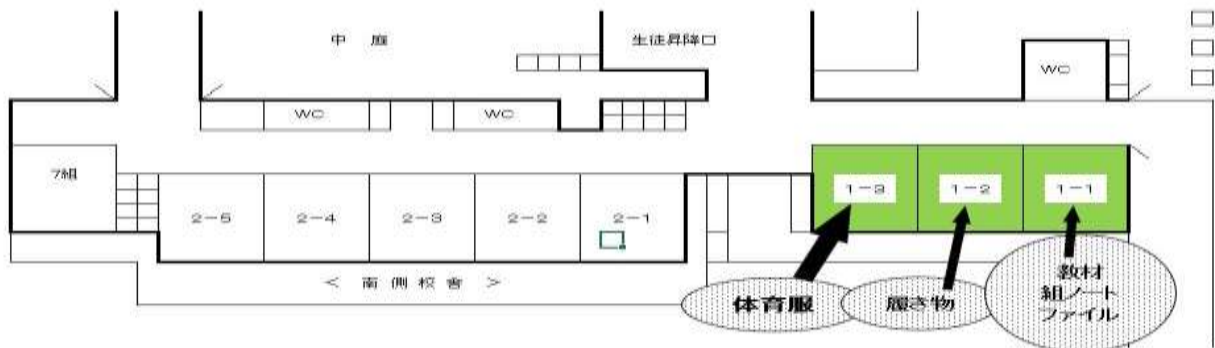 中庭
生徒昇降口
WC
WC
WC
7組
2-5
2-4
2-3
2-2
2-1
1-3
1-2
1-1
< 南側校舎 >
体育服
履き物
教材
組ノート
ファイル